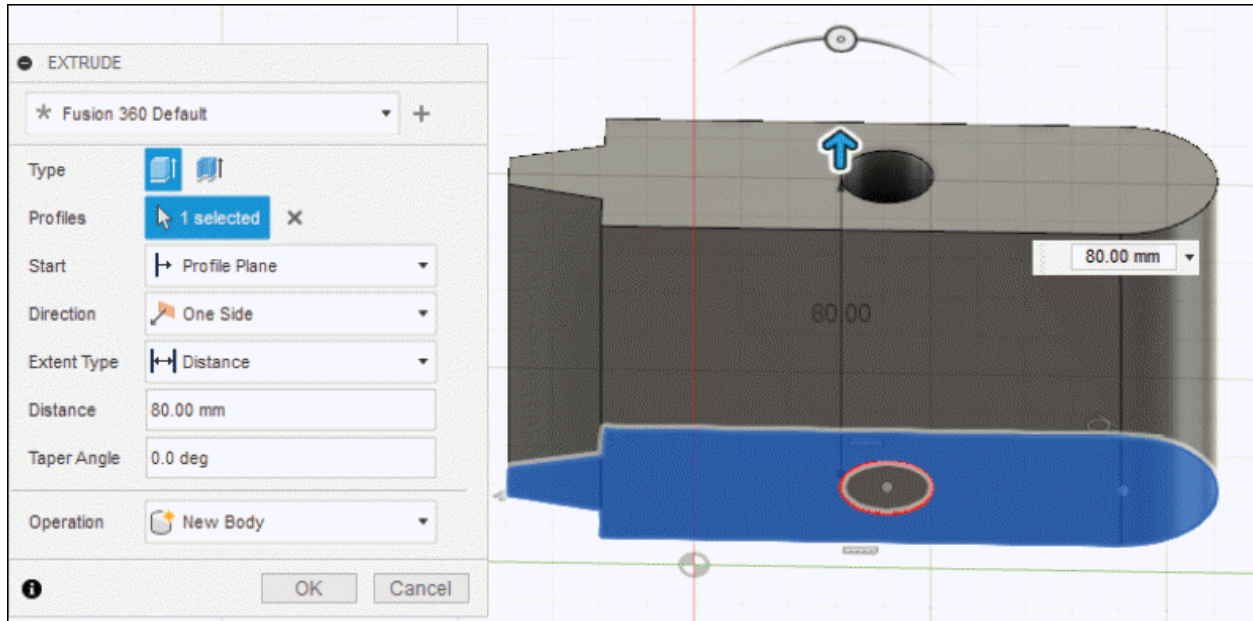 EXTRUDE
Fusion 360 Default
Type
Profiles 1 selected
Start Profile Plane
Direction One Side
Extent Type Distance
Distance 80.00 mm
Taper Angle 0.0 deg
Operation New Body
OK Cancel
80.00 mm
80.00